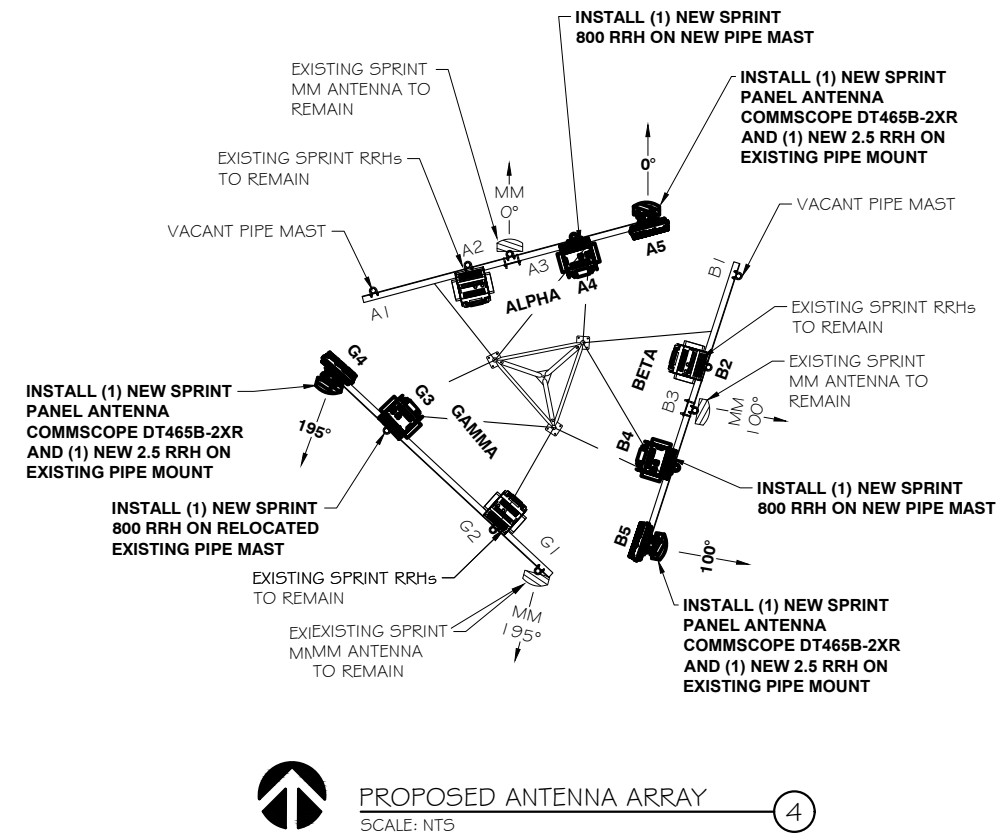 INSTALL (1) NEW SPRINT
800 RRH ON NEW PIPE MAST
EXISTING SPRINT
MM ANTENNA TO
REMAIN
INSTALL (1) NEW SPRINT
PANEL ANTENNA
COMMSCOPE DT465B-2XR
AND (1) NEW 2.5 RRH ON
EXISTING PIPE MOUNT
EXISTING SPRINT RRHs
TO REMAIN
VACANT PIPE MAST
MM
0°
0°
VACANT PIPE MAST
A1
A2
A3
A4
A5
ALPHA
B1
B2
B3
B4
B5
BETA
EXISTING SPRINT RRHs
TO REMAIN
EXISTING SPRINT
MM ANTENNA TO
REMAIN
MM
100°
100°
G4
G3
G2
G1
GAMMA
195°
INSTALL (1) NEW SPRINT
PANEL ANTENNA
COMMSCOPE DT465B-2XR
AND (1) NEW 2.5 RRH ON
EXISTING PIPE MOUNT
INSTALL (1) NEW SPRINT
800 RRH ON RELOCATED
EXISTING PIPE MAST
INSTALL (1) NEW SPRINT
800 RRH ON NEW PIPE MAST
EXISTING SPRINT RRHs
TO REMAIN
EXISTING SPRINT
MM ANTENNA
TO REMAIN
MM
195°
INSTALL (1) NEW SPRINT
PANEL ANTENNA
COMMSCOPE DT465B-2XR
AND (1) NEW 2.5 RRH ON
EXISTING PIPE MOUNT
PROPOSED ANTENNA ARRAY
SCALE: NTS
4